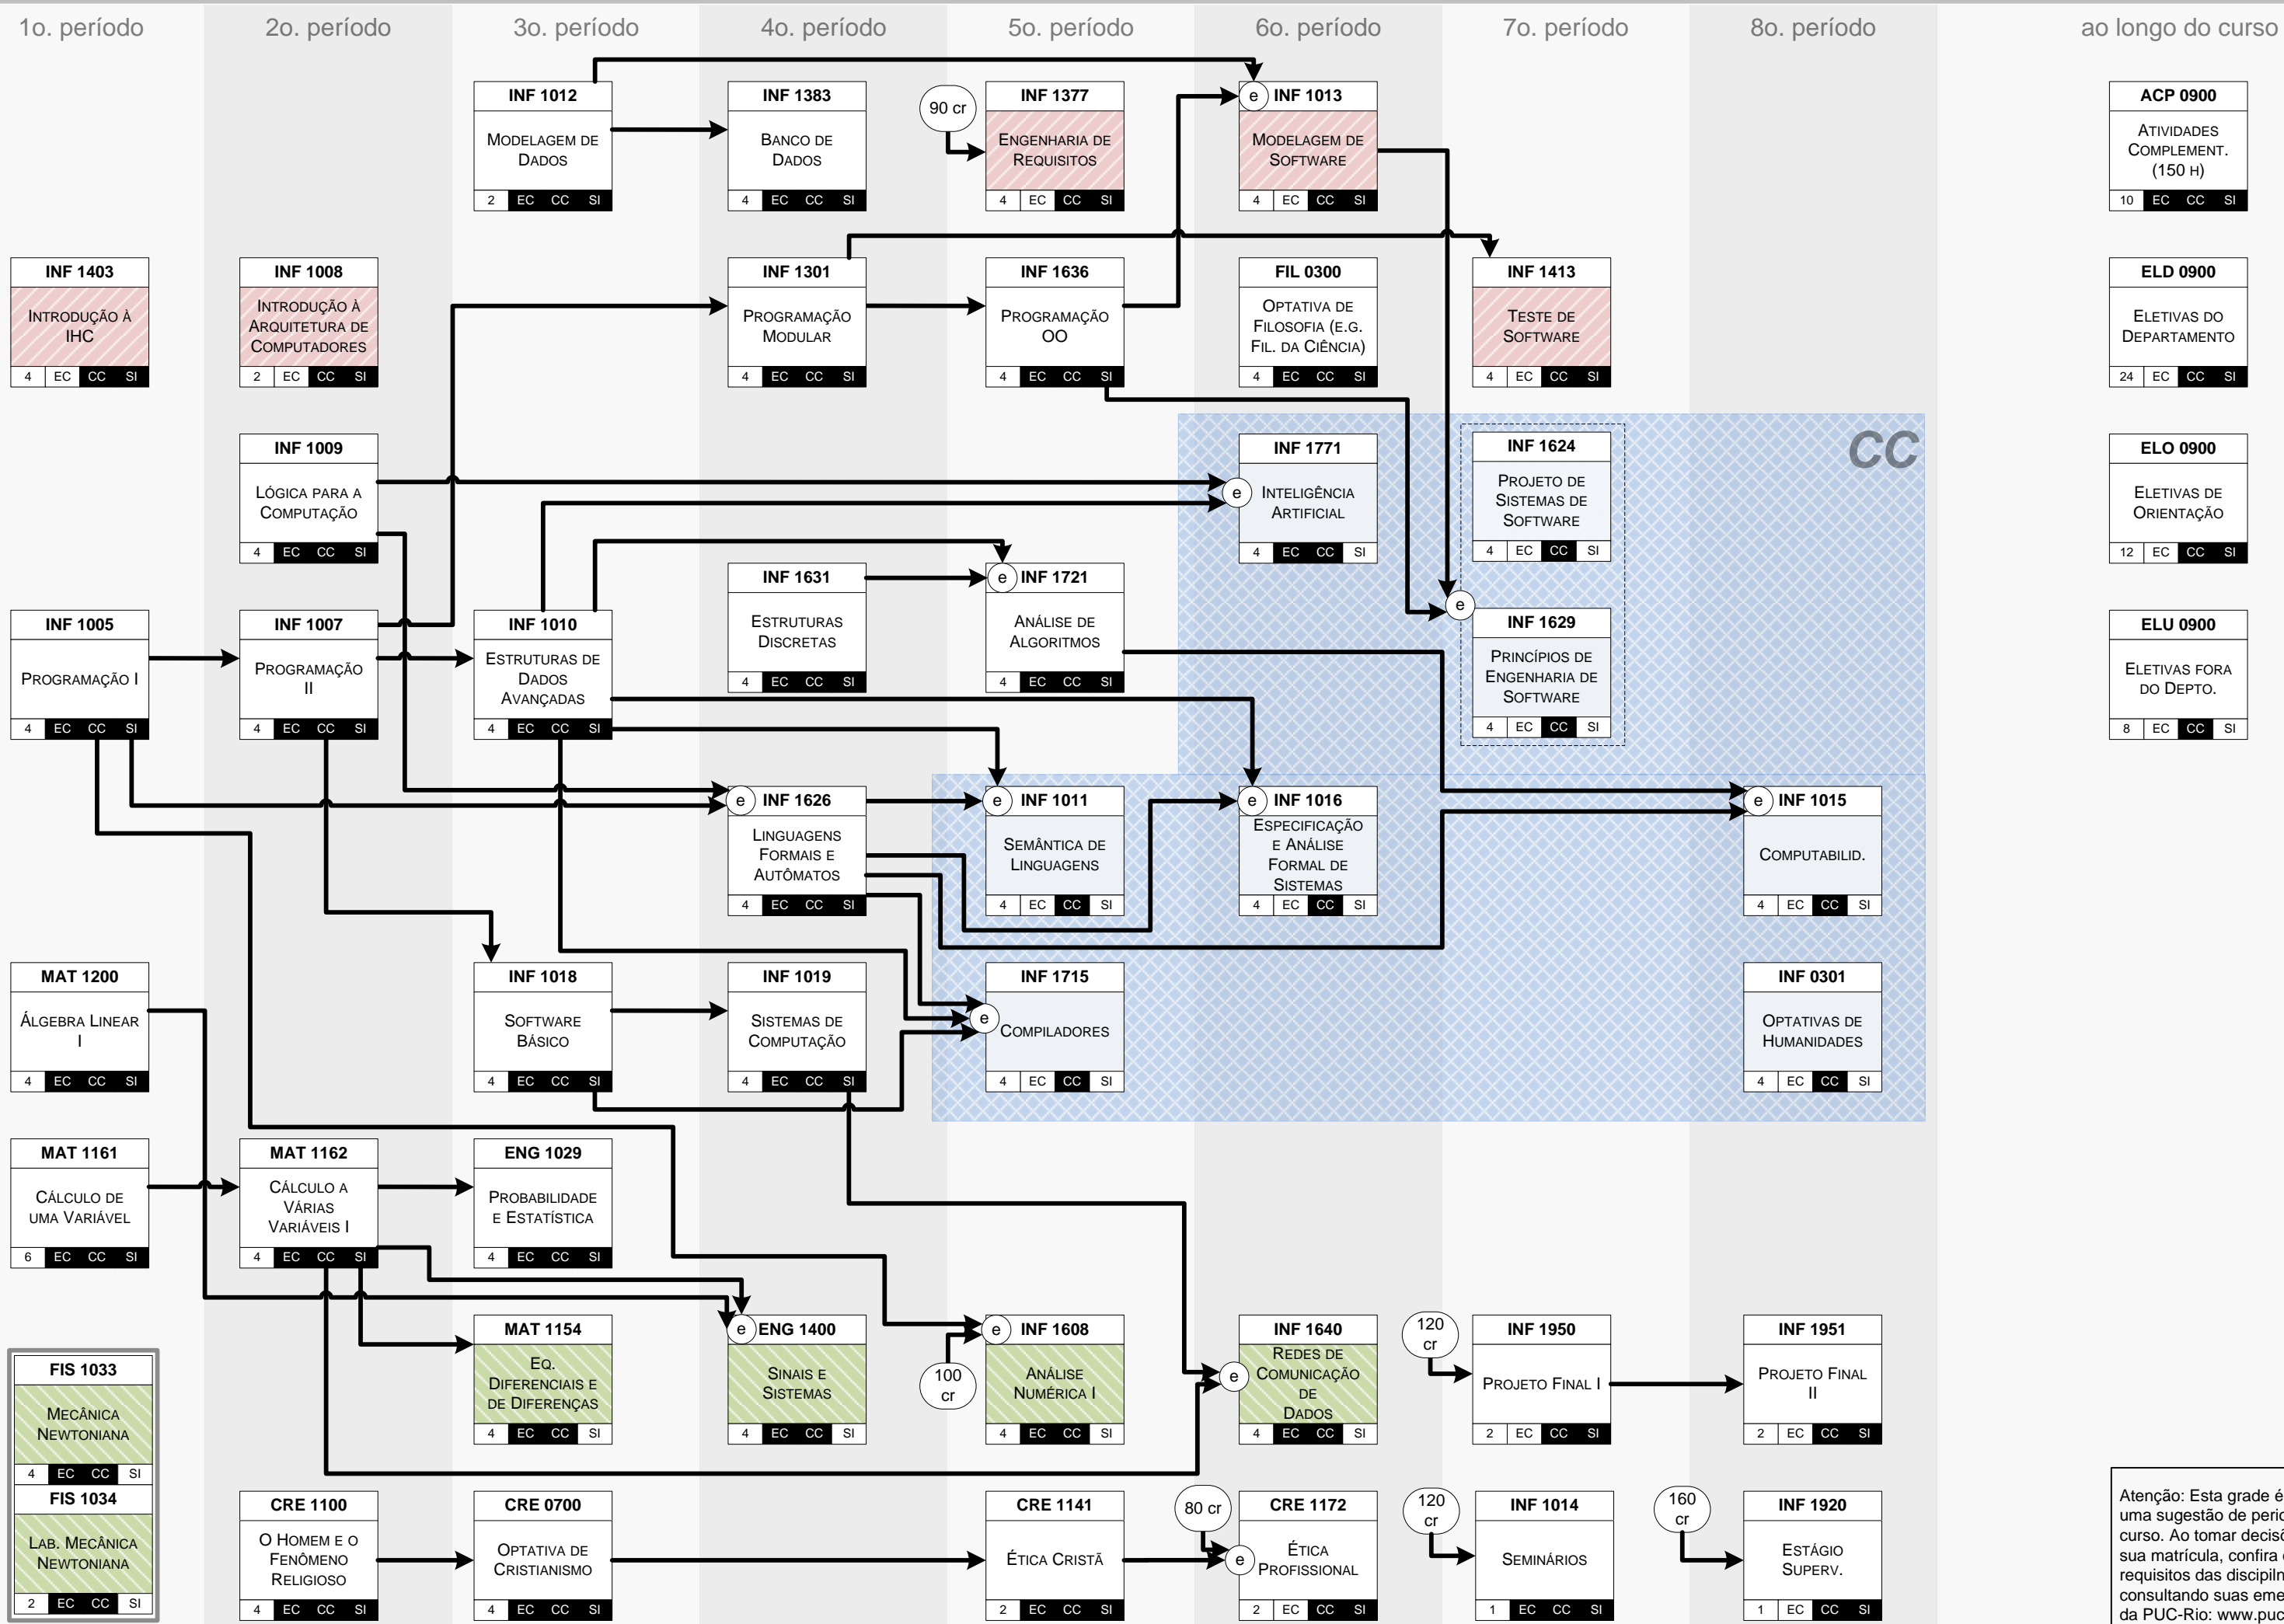 1o. período
2o. período
3o. período
4o. período
5o. período
6o. período
7o. período
8o. período
ao longo do curso
INF 1012
MODELAGEM DE
DADOS
2 EC CC SI
INF 1383
BANCO DE
DADOS
4 EC CC SI
90 cr
INF 1377
ENGENHARIA DE
REQUISITOS
4 EC CC SI
e
INF 1013
MODELAGEM DE
SOFTWARE
4 EC CC SI
ACP 0900
ATIVIDADES
COMPLEMENT.
(150 H)
10 EC CC SI
INF 1403
INTRODUÇÃO À
IHC
4 EC CC SI
INF 1008
INTRODUÇÃO À
ARQUITETURA DE
COMPUTADORES
2 EC CC SI
INF 1301
PROGRAMAÇÃO
MODULAR
4 EC CC SI
INF 1636
PROGRAMAÇÃO
OO
4 EC CC SI
FIL 0300
OPTATIVA DE
FILOSOFIA (E.G.
FIL. DA CIÊNCIA)
4 EC CC SI
INF 1413
TESTE DE
SOFTWARE
4 EC CC SI
ELD 0900
ELETIVAS DO
DEPARTAMENTO
24 EC CC SI
INF 1009
LÓGICA PARA A
COMPUTAÇÃO
4 EC CC SI
e
INF 1771
INTELIGÊNCIA
ARTIFICIAL
4 EC CC SI
INF 1624
PROJETO DE
SISTEMAS DE
SOFTWARE
4 EC CC SI
CC
ELO 0900
ELETIVAS DE
ORIENTAÇÃO
12 EC CC SI
INF 1005
PROGRAMAÇÃO I
4 EC CC SI
INF 1007
PROGRAMAÇÃO
II
4 EC CC SI
INF 1010
ESTRUTURAS DE
DADOS
AVANÇADAS
4 EC CC SI
INF 1631
ESTRUTURAS
DISCRETAS
4 EC CC SI
e
INF 1721
ANÁLISE DE
ALGORITMOS
4 EC CC SI
e
INF 1629
PRINCÍPIOS DE
ENGENHARIA DE
SOFTWARE
4 EC CC SI
ELU 0900
ELETIVAS FORA
DO DEPTO.
8 EC CC SI
e
INF 1626
LINGUAGENS
FORMAIS E
AUTÔMATOS
4 EC CC SI
e
INF 1011
SEMÂNTICA DE
LINGUAGENS
4 EC CC SI
e
INF 1016
ESPECIFICAÇÃO
E ANÁLISE
FORMAL DE
SISTEMAS
4 EC CC SI
e
INF 1015
COMPUTABILID.
4 EC CC SI
MAT 1200
ÁLGEBRA LINEAR
I
4 EC CC SI
INF 1018
SOFTWARE
BÁSICO
4 EC CC SI
INF 1019
SISTEMAS DE
COMPUTAÇÃO
4 EC CC SI
e
INF 1715
COMPILADORES
4 EC CC SI
INF 0301
OPTATIVAS DE
HUMANIDADES
4 EC CC SI
MAT 1161
CÁLCULO DE
UMA VARIÁVEL
6 EC CC SI
MAT 1162
CÁLCULO A
VÁRIAS
VARIÁVEIS I
4 EC CC SI
ENG 1029
PROBABILIDADE
E ESTATÍSTICA
4 EC CC SI
FIS 1033
MECÂNICA
NEWTONIANA
4 EC CC SI
FIS 1034
LAB. MECÂNICA
NEWTONIANA
2 EC CC SI
MAT 1154
EQ.
DIFERENCIAIS E
DE DIFERENÇAS
4 EC CC SI
e
ENG 1400
SINAIS E
SISTEMAS
4 EC CC SI
100
cr
e
INF 1608
ANÁLISE
NUMÉRICA I
4 EC CC SI
e
INF 1640
REDES DE
COMUNICAÇÃO
DE
DADOS
4 EC CC SI
120
cr
INF 1950
PROJETO FINAL I
2 EC CC SI
INF 1951
PROJETO FINAL
II
2 EC CC SI
CRE 1100
O HOMEM E O
FENÔMENO
RELIGIOSO
4 EC CC SI
CRE 0700
OPTATIVA DE
CRISTIANISMO
4 EC CC SI
CRE 1141
ÉTICA CRISTÃ
2 EC CC SI
80 cr
e
CRE 1172
ÉTICA
PROFISSIONAL
2 EC CC SI
120
cr
INF 1014
SEMINÁRIOS
1 EC CC SI
160
cr
INF 1920
ESTÁGIO
SUPERV.
1 EC CC SI
Atenção: Esta grade é
uma sugestão de
curso. Ao tomar
sua matrícula, confira
requisitos das
consultando suas
da PUC-Rio: